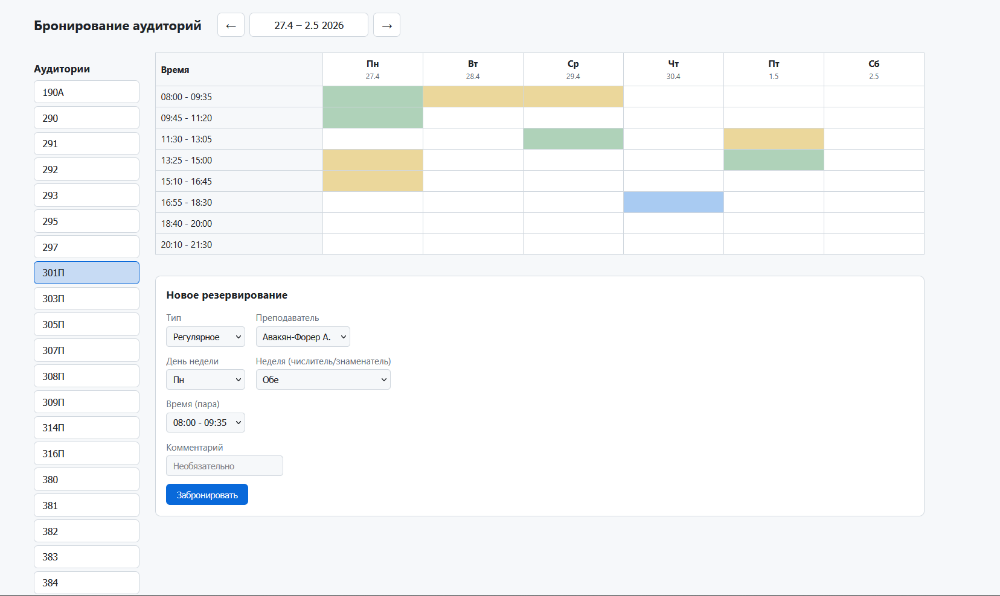 Бронирование аудиторий
←
27.4 – 2.5 2026
→
Аудитории
190А
290
291
292
293
295
297
301П
303П
305П
307П
308П
309П
314П
316П
380
381
382
383
384
Время
Пн
27.4
Вт
28.4
Ср
29.4
Чт
30.4
Пт
1.5
Сб
2.5
08:00 - 09:35
09:45 - 11:20
11:30 - 13:05
13:25 - 15:00
15:10 - 16:45
16:55 - 18:30
18:40 - 20:00
20:10 - 21:30
Новое резервирование
Тип
Преподаватель
Регулярное
Авакян-Форер А.
День недели
Неделя (числитель/знаменатель)
Пн
Обе
Время (пара)
08:00 - 09:35
Комментарий
Необязательно
Забронировать